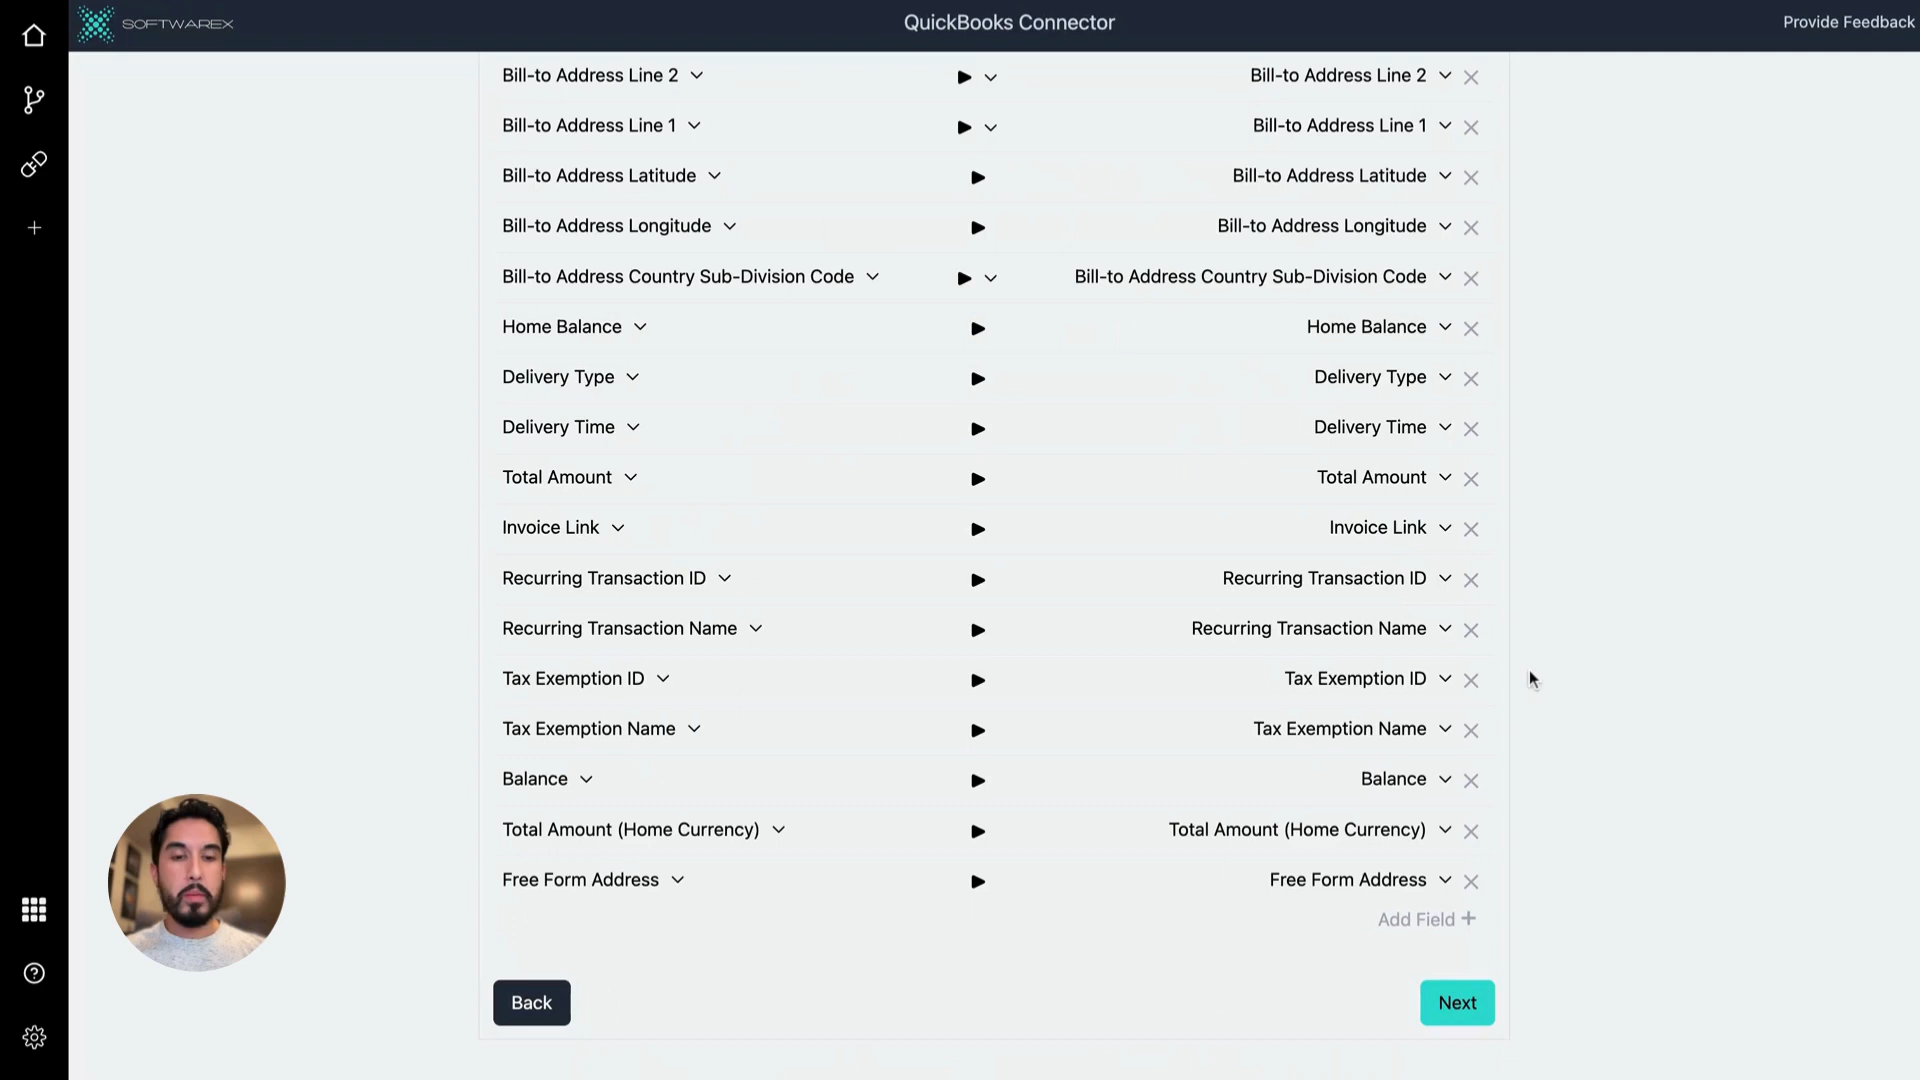 SOFTWAREX
QuickBooks Connector
Provide Feedback
Bill-to Address Line 2 Bill-to Address Line 2
Bill-to Address Line 1 Bill-to Address Line 1
Bill-to Address Latitude Bill-to Address Latitude
Bill-to Address Longitude Bill-to Address Longitude
Bill-to Address Country Sub-Division Code Bill-to Address Country Sub-Division Code
Home Balance Home Balance
Delivery Type Delivery Type
Delivery Time Delivery Time
Total Amount Total Amount
Invoice Link Invoice Link
Recurring Transaction ID Recurring Transaction ID
Recurring Transaction Name Recurring Transaction Name
Tax Exemption ID Tax Exemption ID
Tax Exemption Name Tax Exemption Name
Balance Balance
Total Amount (Home Currency) Total Amount (Home Currency)
Free Form Address Free Form Address
Add Field +
Back Next